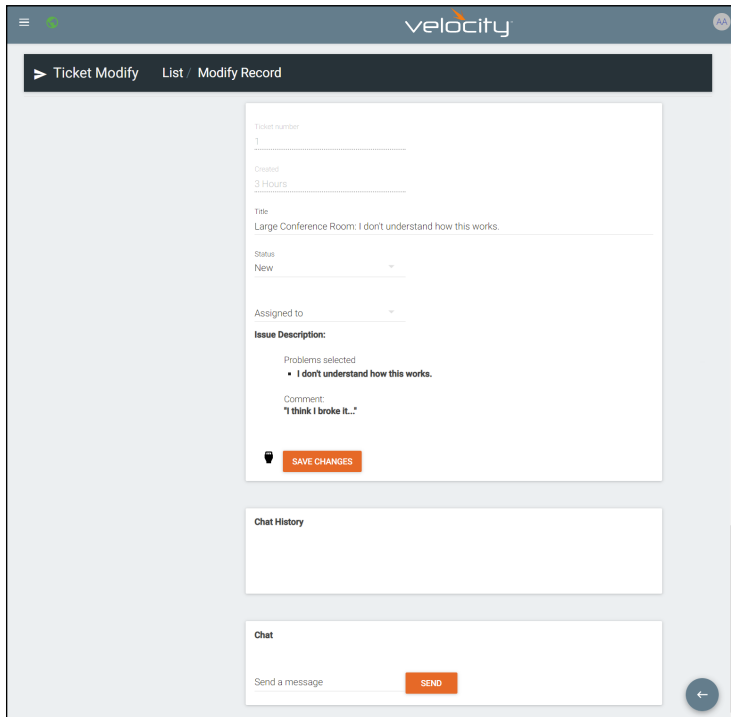 velocity
AA
Ticket Modify List / Modify Record
Ticket number
1
Created
3 Hours
Title
Large Conference Room: I don't understand how this works.
Status
New
Assigned to
Issue Description:
Problems selected
▪ I don't understand how this works.
Comment:
"I think I broke it..."
SAVE CHANGES
Chat History
Chat
Send a message SEND